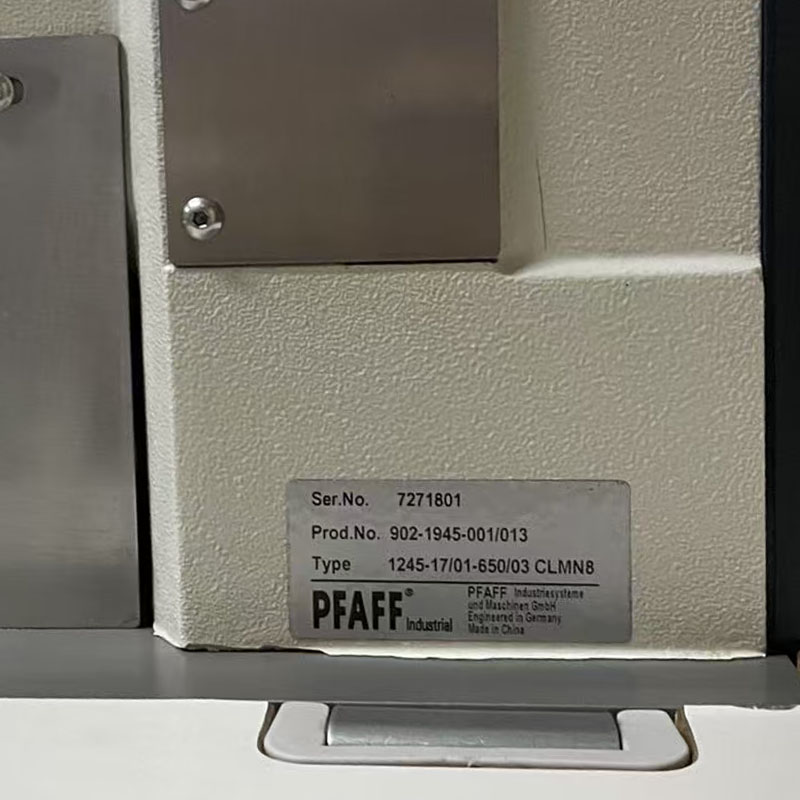 Ser.No. 7271801
Prod.No. 902-1945-001/013
Type 1245-17/01-650/03 CLMN8
PFAFF® Industrial
PFAFF Industriesysteme
und Maschinen GmbH
Engineered in Germany
Made in China